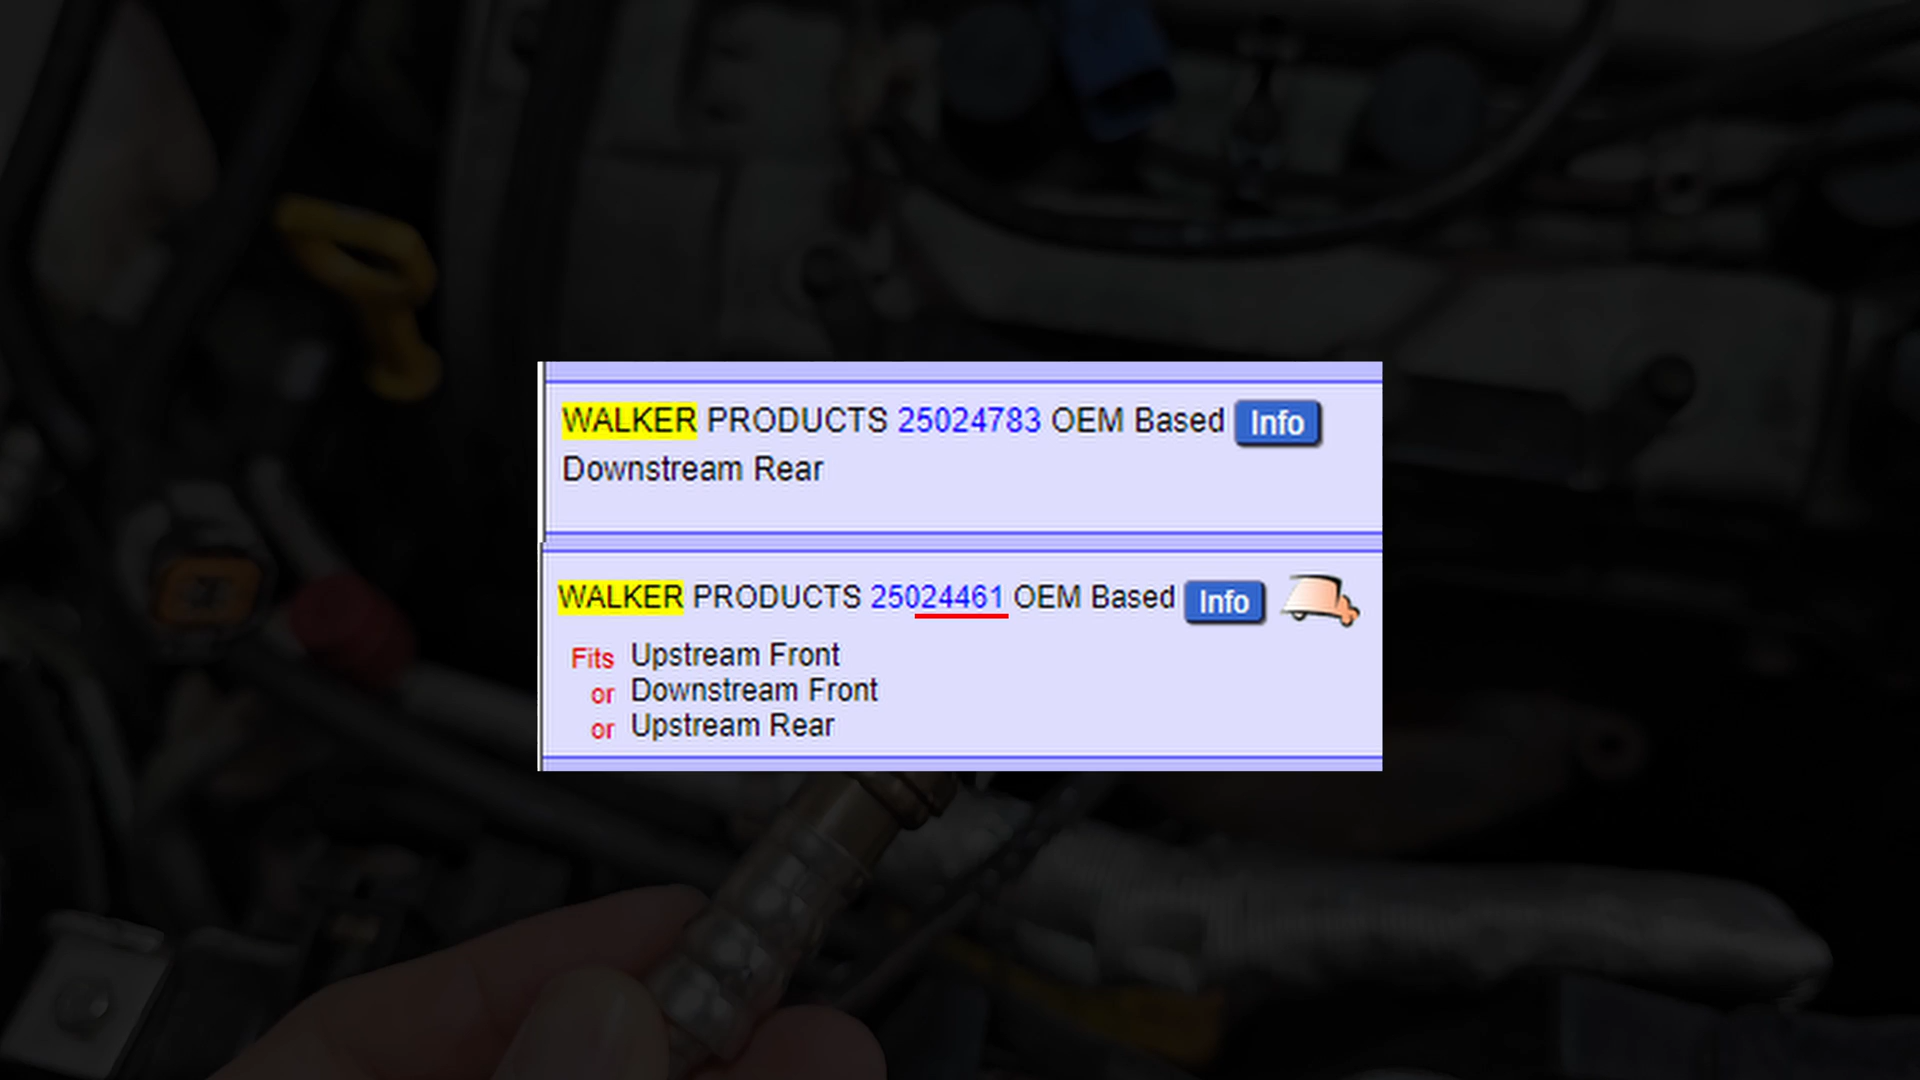 WALKER PRODUCTS 25024783 OEM Based Info
Downstream Rear
WALKER PRODUCTS 25024461 OEM Based Info
Fits Upstream Front
or Downstream Front
or Upstream Rear